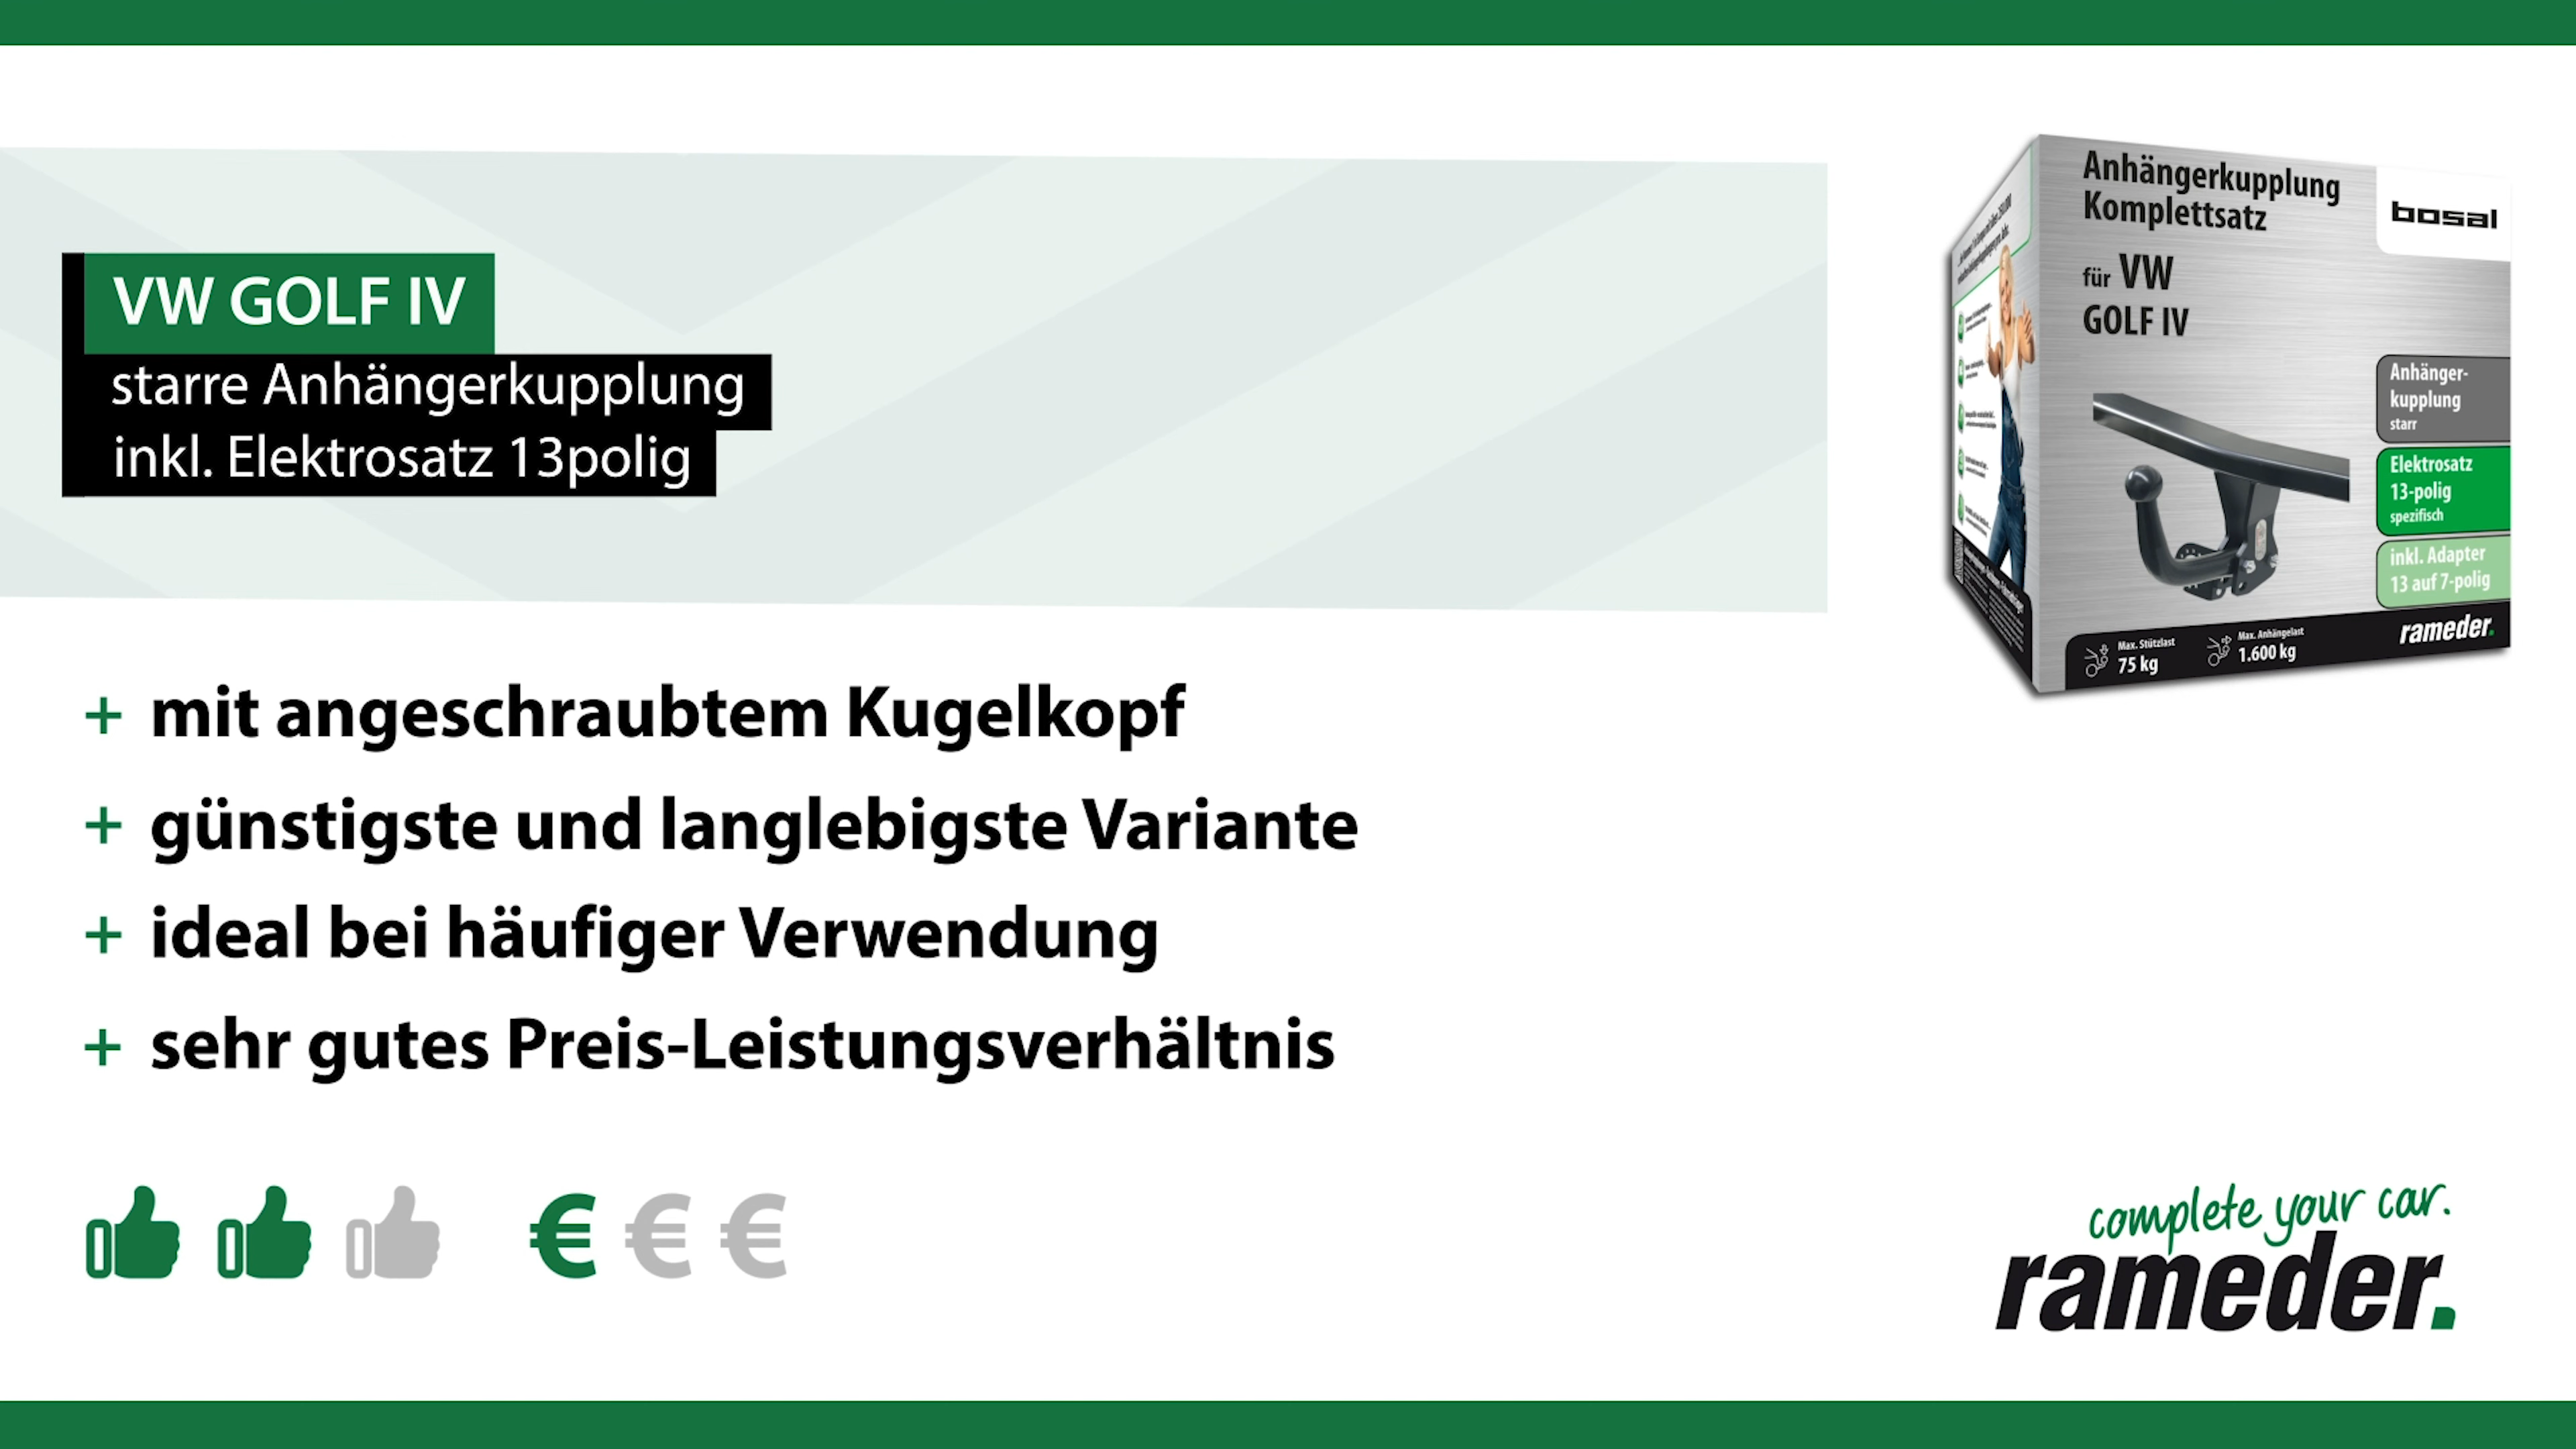 VW GOLF IV
starre Anhängerkupplung
inkl. Elektrosatz 13polig
Anhängerkupplung
Komplettsatz
bosal
für VW
GOLF IV
Anhänger-
kupplung
starr
Elektrosatz
13-polig
spezifisch
inkl. Adapter
13 auf 7-polig
Max. Stützlast
75 kg
Max. Anhängelast
1.600 kg
rameder.
+ mit angeschraubtem Kugelkopf
+ günstigste und langlebigste Variante
+ ideal bei häufiger Verwendung
+ sehr gutes Preis-Leistungsverhältnis
€ € €
complete your car.
rameder.